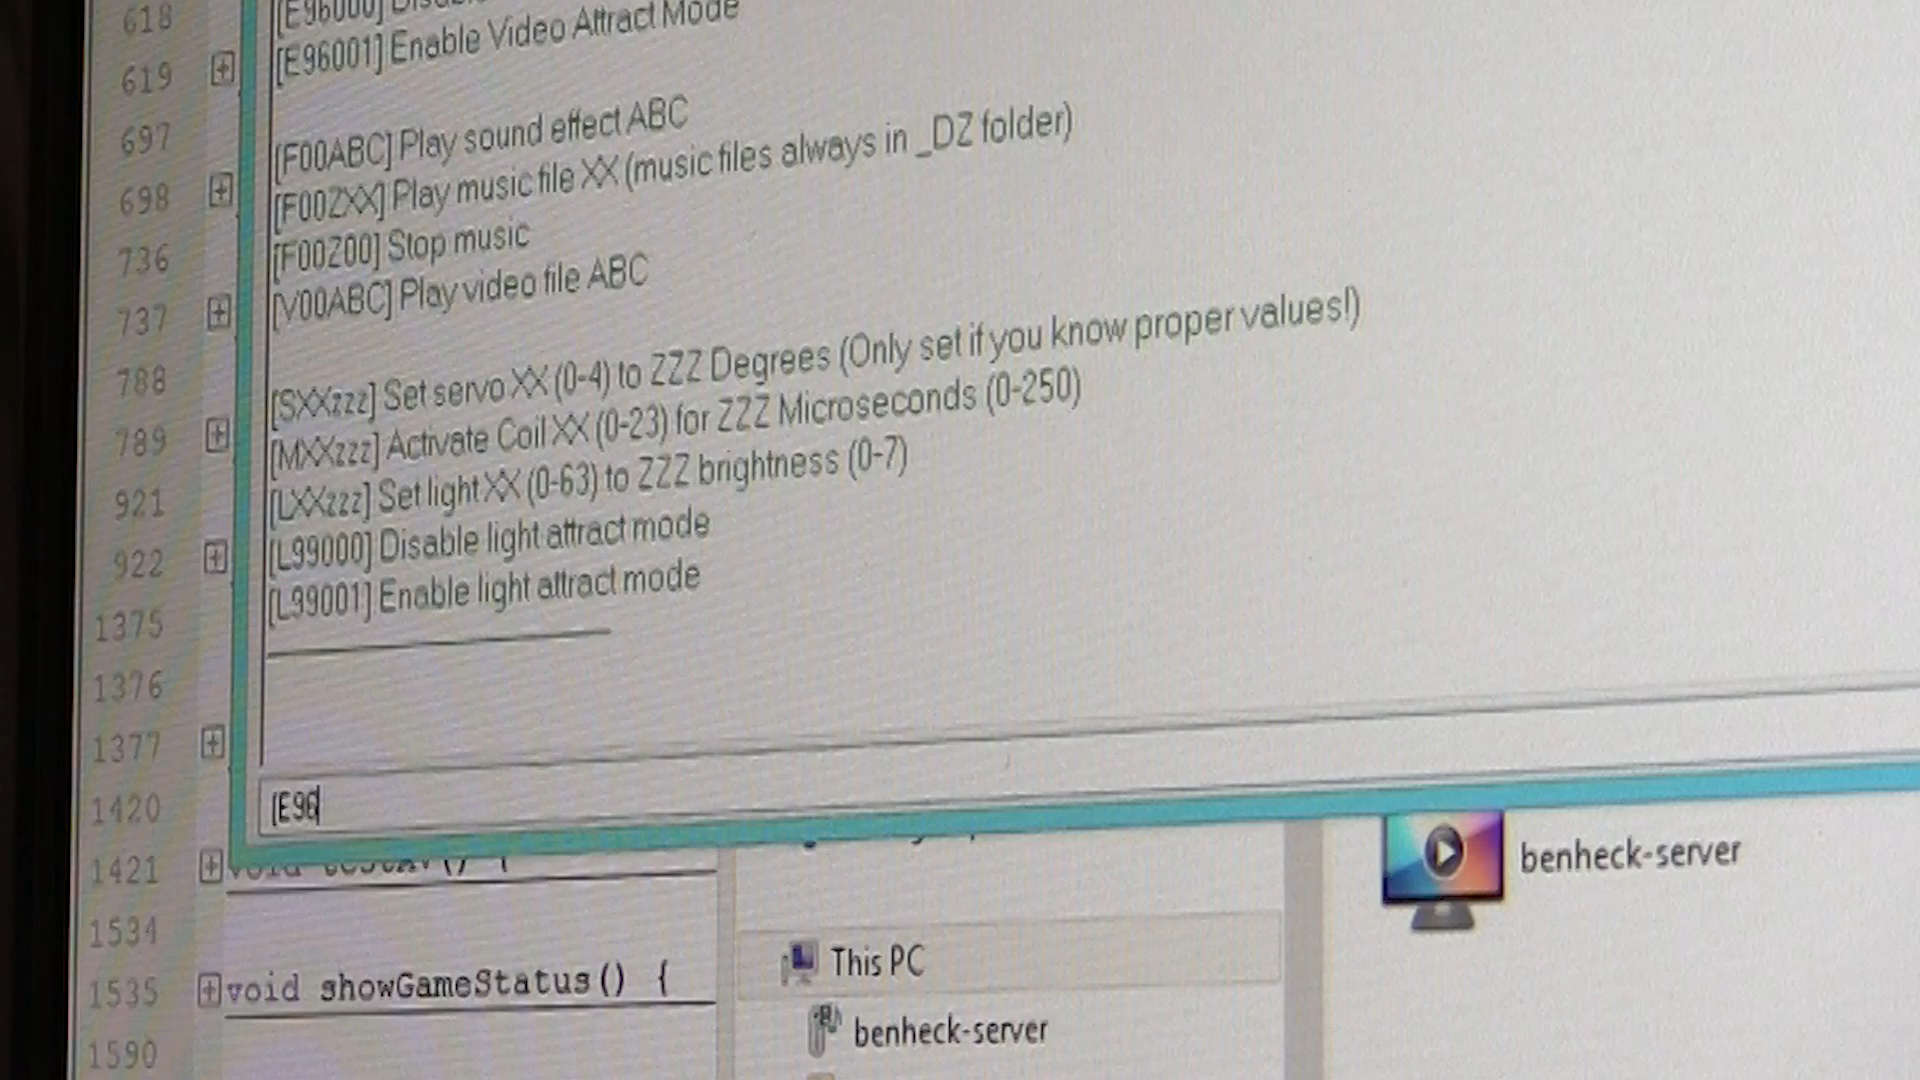 618
[E96000]
[E96001] Enable Video Attract Mode
619
697
[F00ABC] Play sound effect ABC
[F00ZXX] Play music file XX (music files always in _DZ folder)
698
[F00Z00] Stop music
736
[V00ABC] Play video file ABC
737
788
[SXXzzz] Set servo XX (0-4) to ZZZ Degrees (Only set if you know proper values!)
[MXXzzz] Activate Coil XX (0-23) for ZZZ Microseconds (0-250)
789
[LXXzzz] Set light XX (0-63) to ZZZ brightness (0-7)
921
[L99000] Disable light attract mode
922
[L99001] Enable light attract mode
1375
1376
1377
[E96
1420
1421
1534
1535 void showGameStatus() {
1590
This PC
benheck-server
benheck-server